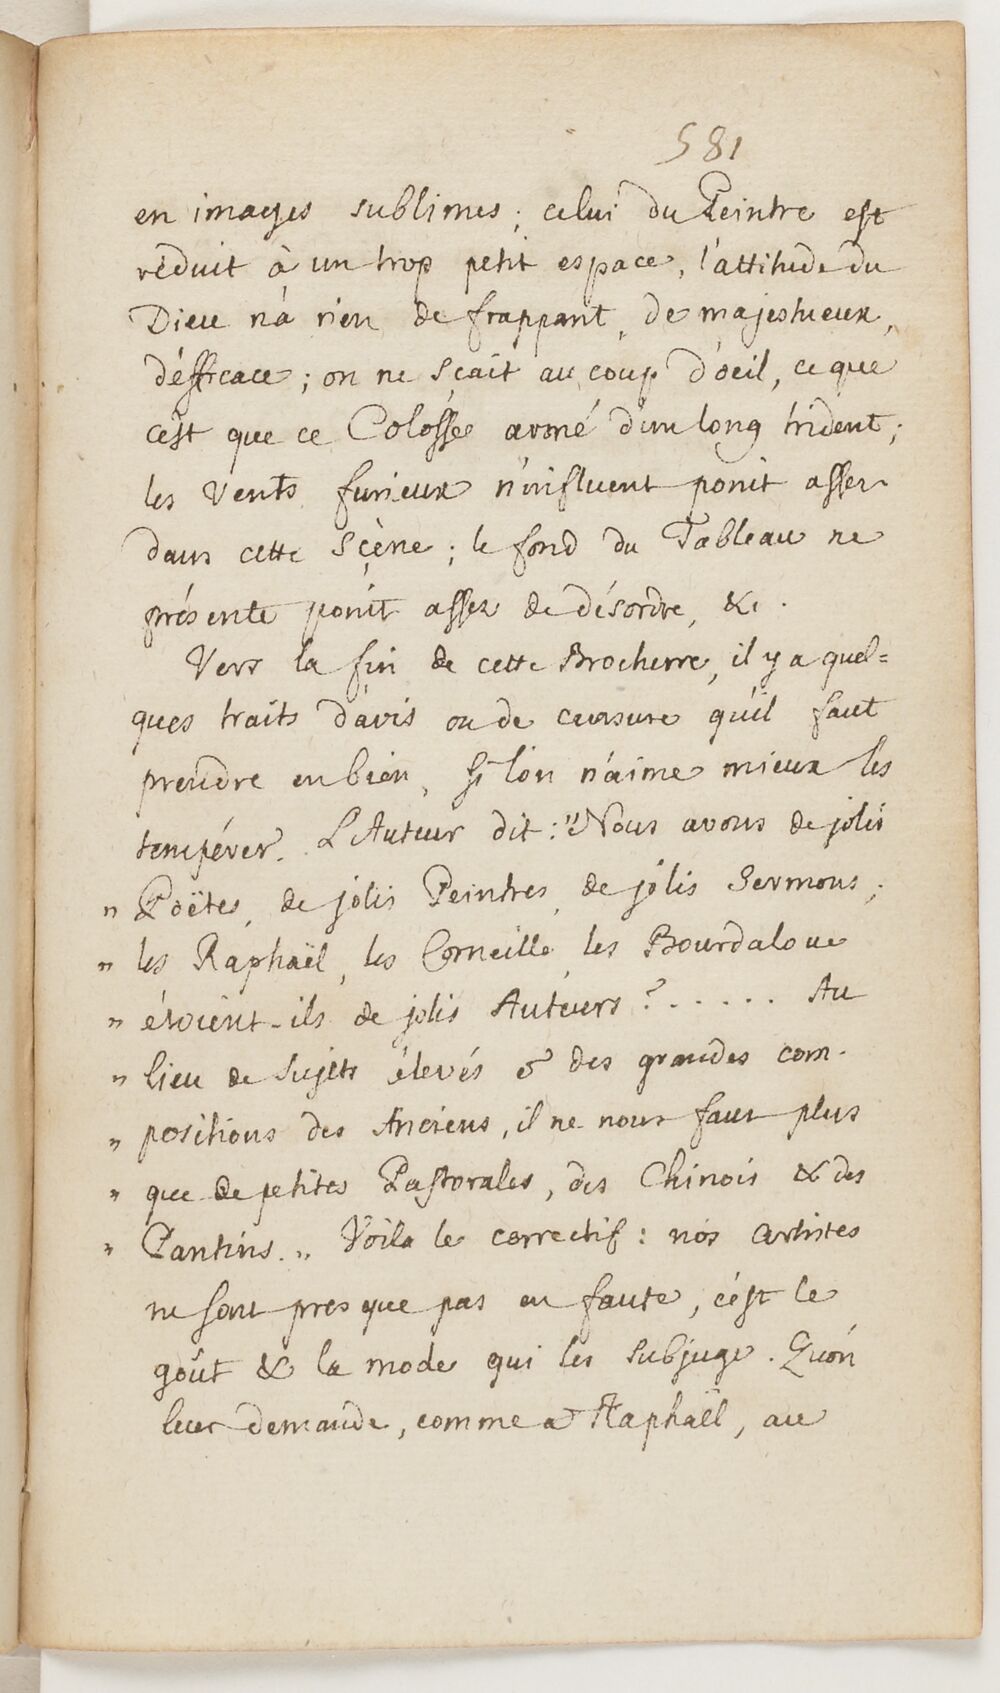 581
en images sublimes; celui du Peintre est
réduit à un trop petit espace, l'attitude du
Dieu n'a rien de frappant, de majestueux,
d'éfficace; on ne sçait au coup d'oeil, ce que
c'est que ce Colosse armé d'un long trident;
les Vents furieux n'influent point assez
dans cette Scène; le fond du Tableau ne
présente point assez de désordre, &c.
Vers la fin de cette Brochure, il y a quel=
ques traits d'avis ou de censure qu'il faut
prendre en bien, si l'on n'aime mieux les
tempérer. L'Auteur dit: "Nous avons de jolis
" Poëtes, de jolis Peintres, de jolis Sermons;
" les Raphaël, les Corneille, les Bourdaloue
" étoient-ils de jolis Auteurs? ..... Au
" lieu de Sujets élevés & des grandes com-
" positions des Anciens, il ne nous faut plus
" que de petites Pastorales, des Chinois & des
" Pantins. " Voila le correctif: nos artistes
ne sont presque pas en faute, c'est le
goût & la mode qui les subjuge. Qu'on
leur demande, comme a Raphaël, au